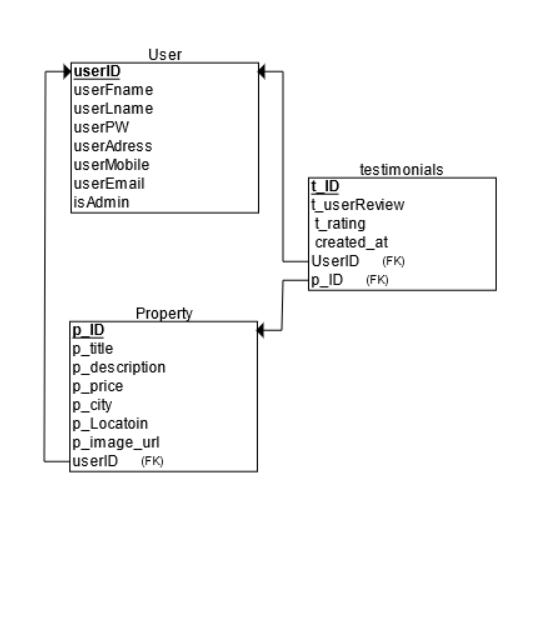 User
userID
userFname
userLname
userPW
userAdress
userMobile
userEmail
isAdmin
testimonials
t_ID
t_userReview
t_rating
created_at
UserID (FK)
p_ID (FK)
Property
p_ID
p_title
p_description
p_price
p_city
p_Locatoin
p_image_url
userID (FK)